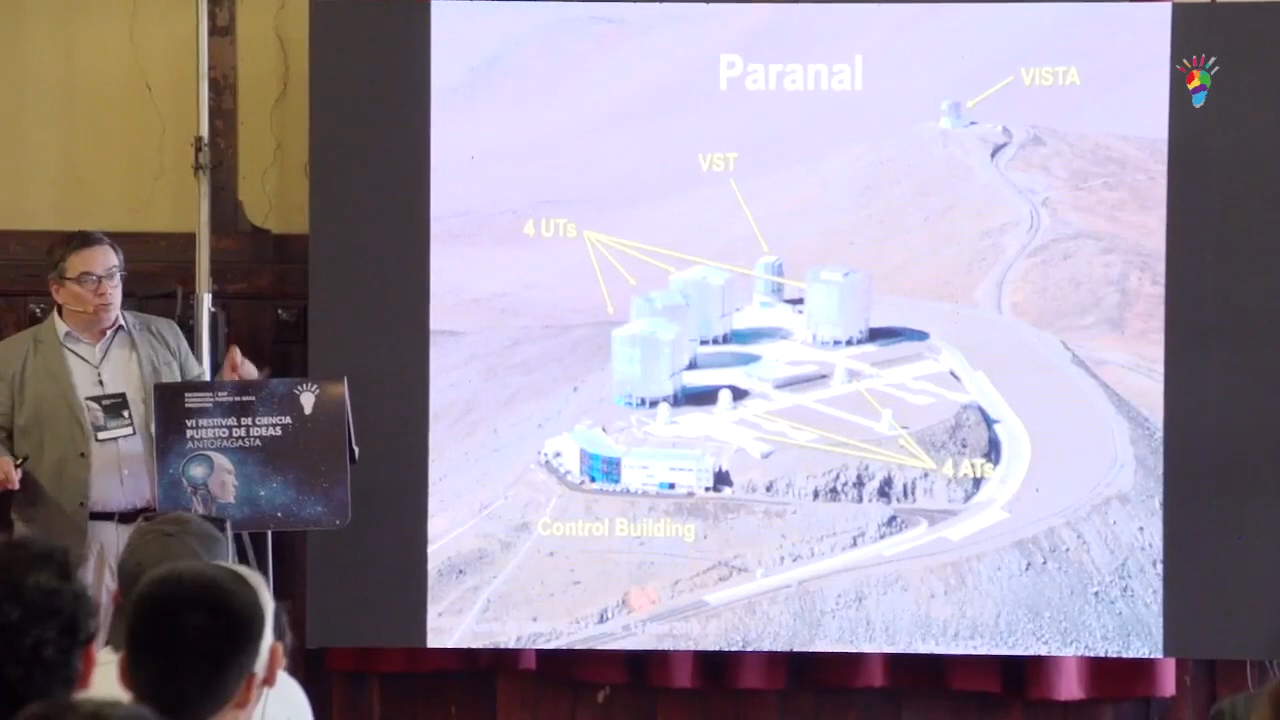 Paranal
VISTA
VST
4 UTs
4 ATs
Control Building
VI FESTIVAL DE CIENCIA
PUERTO DE IDEAS
ANTOFAGASTA